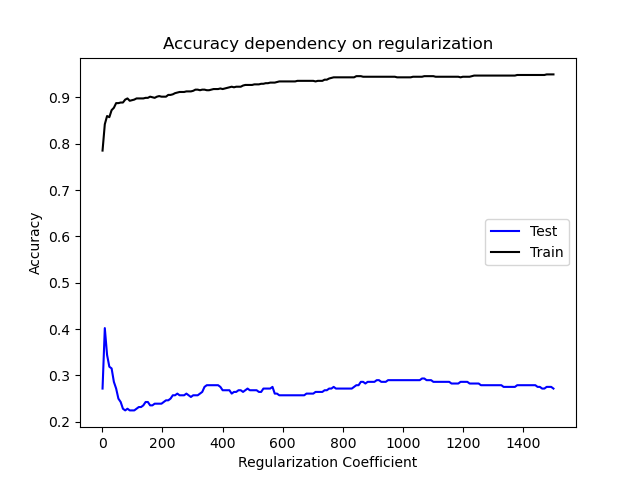 Accuracy dependency on regularization
Accuracy
0.9
0.8
0.7
0.6
0.5
0.4
0.3
0.2
Test
Train
0 200 400 600 800 1000 1200 1400
Regularization Coefficient